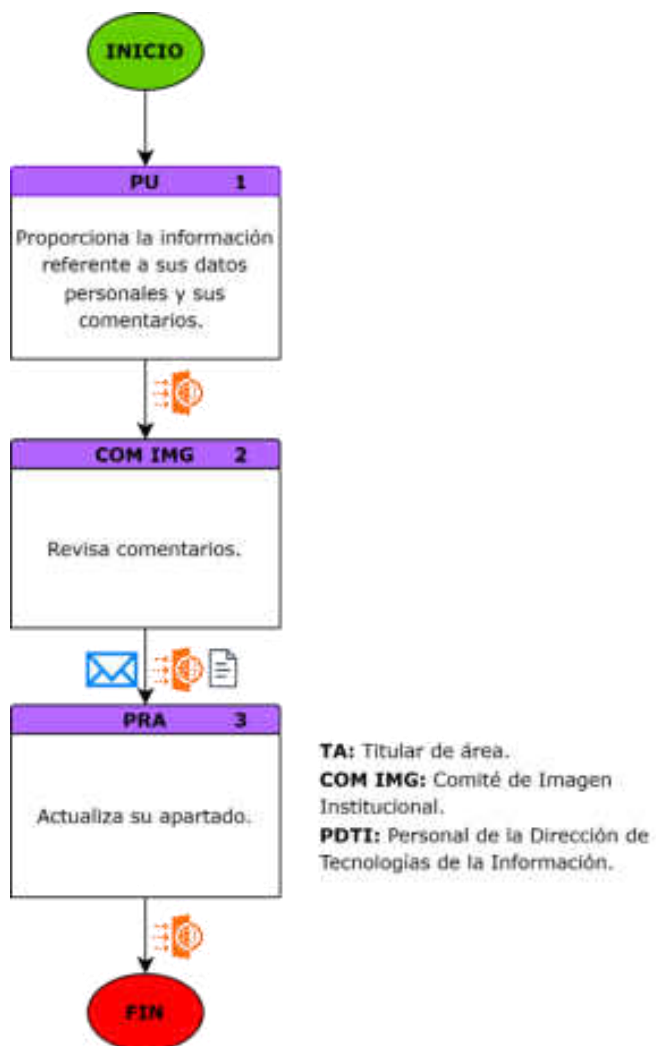 INICIO
PU 1
Proporciona la información
referente a sus datos
personales y sus
comentarios.
COM IMG 2
Revisa comentarios.
PRA 3
Actualiza su apartado.
TA: Titular de área.
COM IMG: Comité de Imagen
Institucional.
PDTI: Personal de la Dirección de
Tecnologías de la Información.
FIN